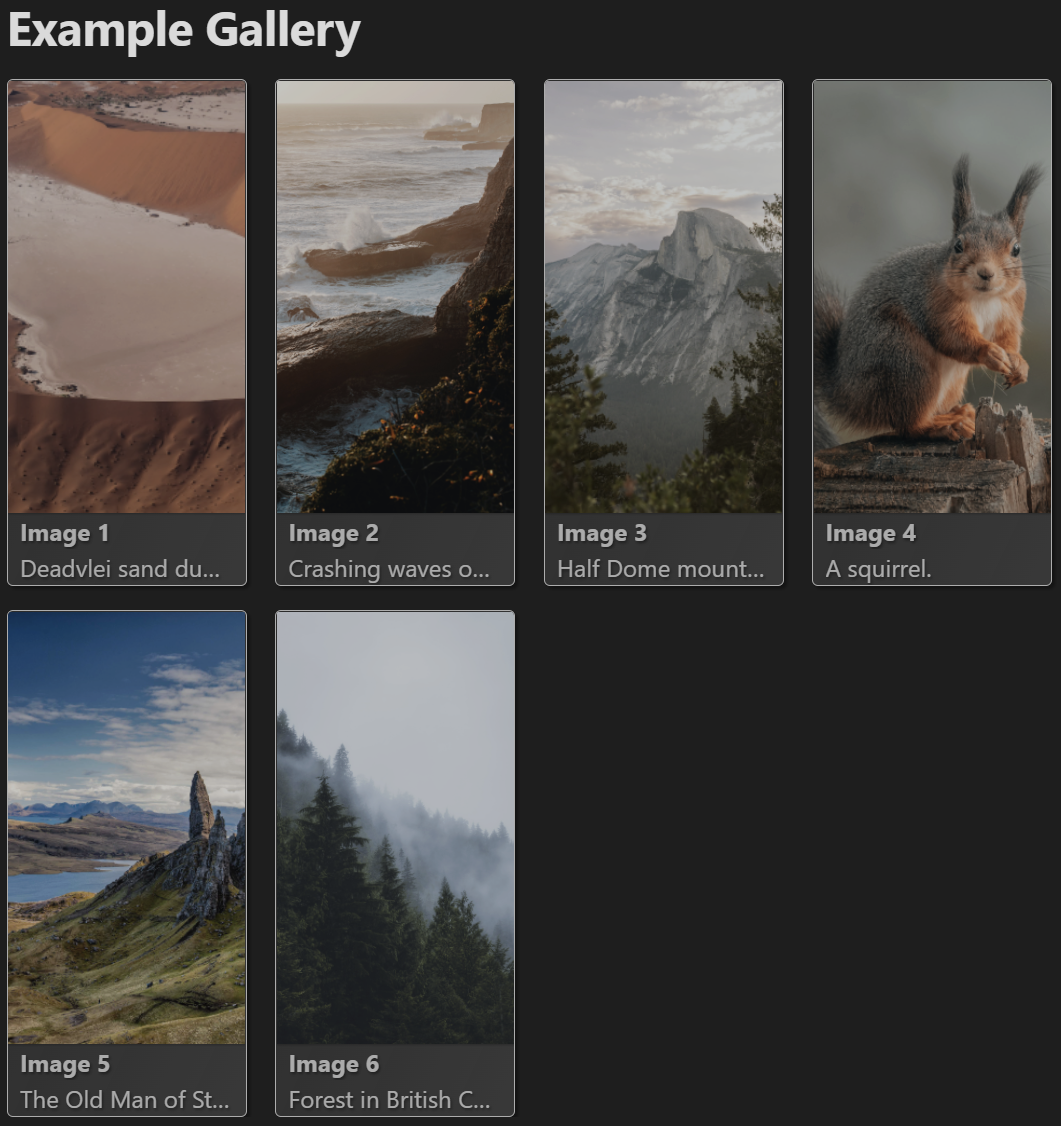 Example Gallery
Image 1
Deadvlei sand du...
Image 2
Crashing waves o...
Image 3
Half Dome mount...
Image 4
A squirrel.
Image 5
The Old Man of St...
Image 6
Forest in British C...